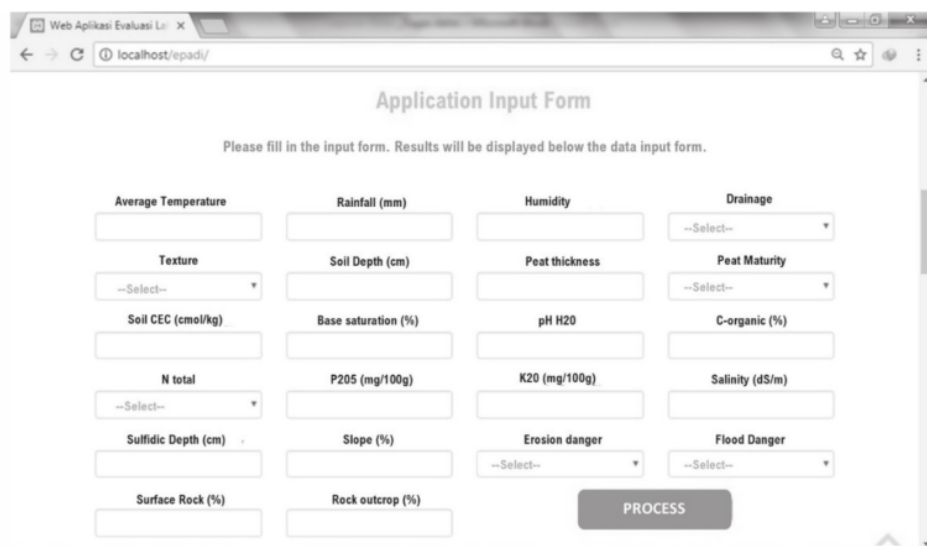 Web Aplikasi Evaluasi La
localhost/epadi/
Application Input Form
Please fill in the input form. Results will be displayed below the data input form.
Average Temperature Rainfall (mm) Humidity Drainage
--Select--
Texture Soil Depth (cm) Peat thickness Peat Maturity
--Select-- --Select--
Soil CEC (cmol/kg) Base saturation (%) pH H20 C-organic (%)
N total P205 (mg/100g) K20 (mg/100g) Salinity (dS/m)
--Select--
Sulfidic Depth (cm) Slope (%) Erosion danger Flood Danger
--Select-- --Select--
Surface Rock (%) Rock outcrop (%)
PROCESS